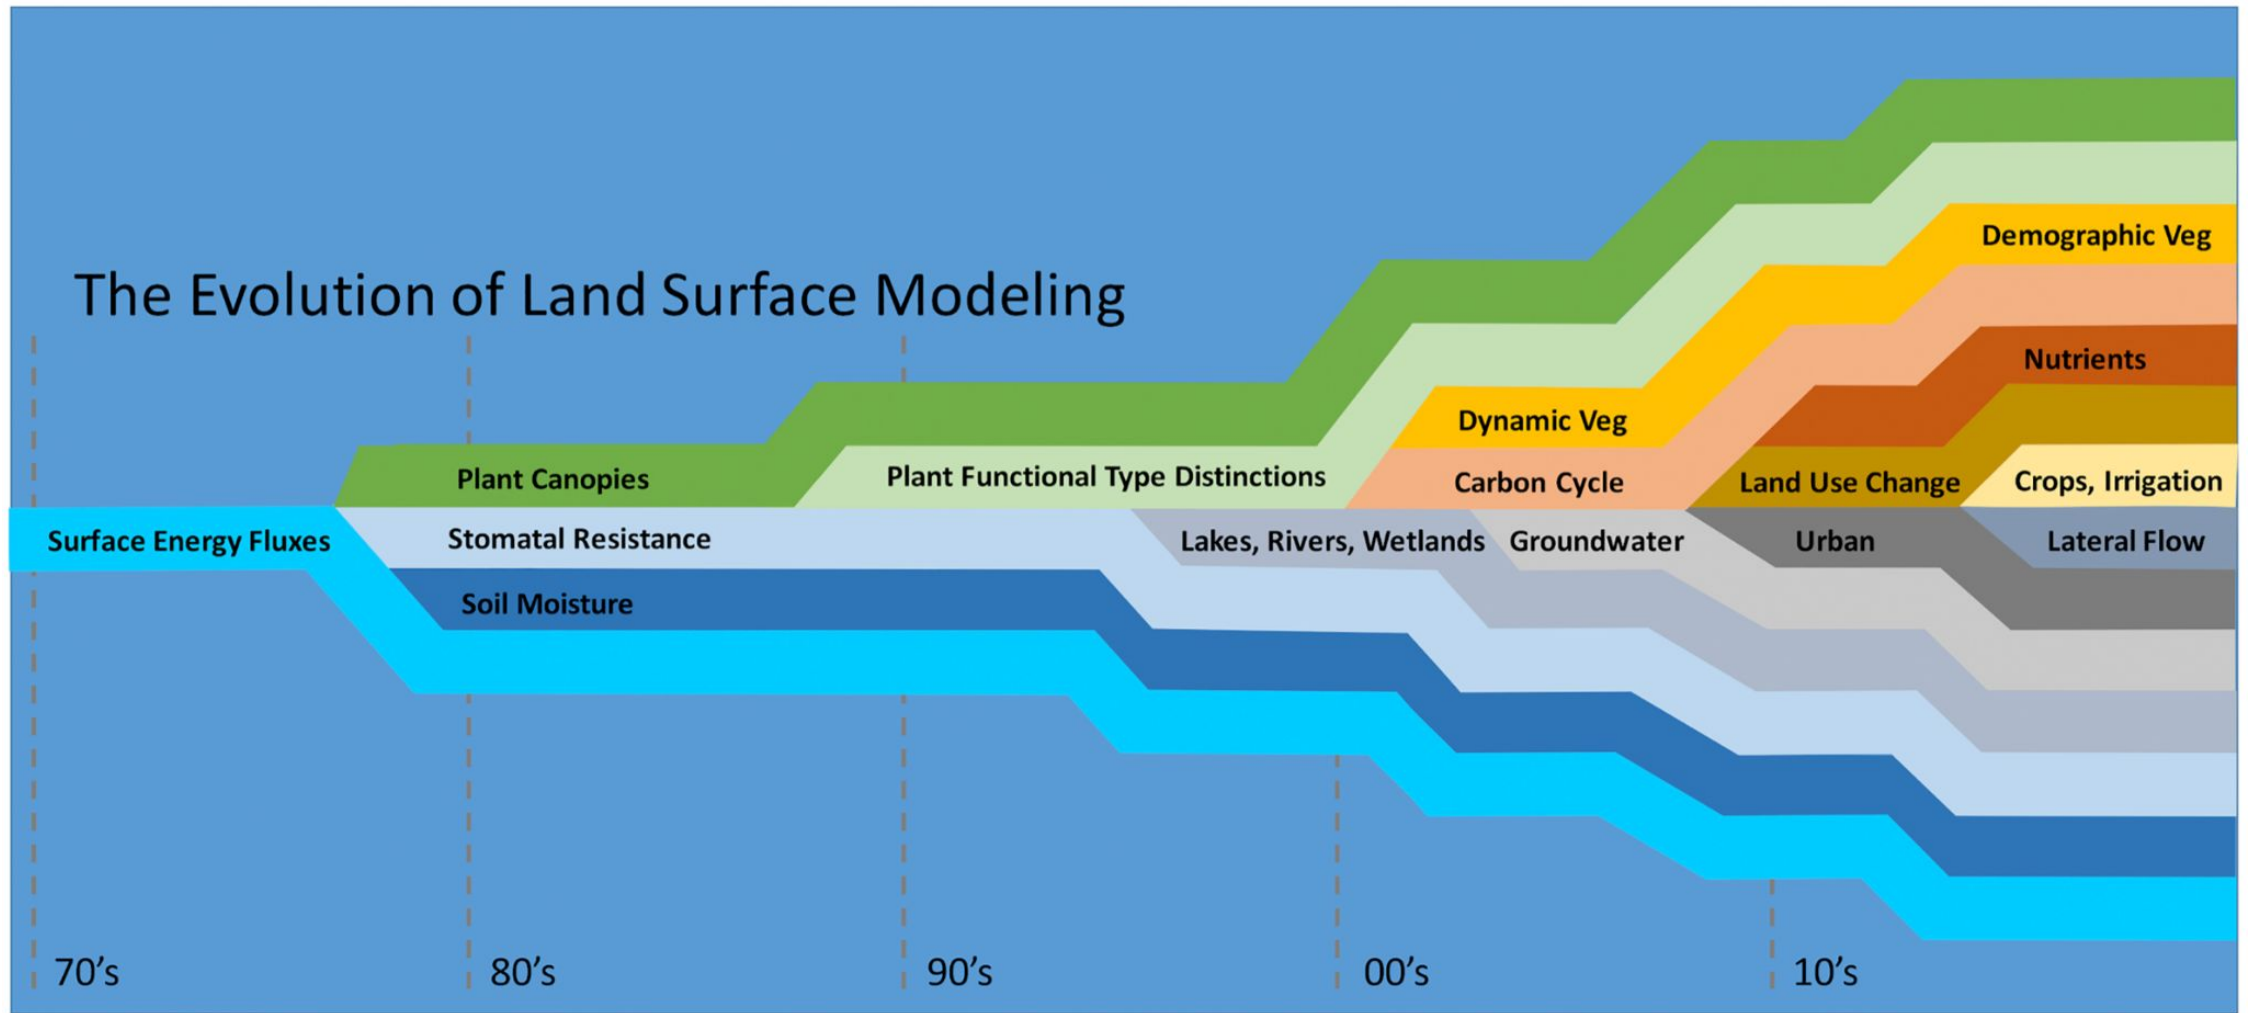 The Evolution of Land Surface Modeling
Demographic Veg
Nutrients
Dynamic Veg
Plant Canopies
Plant Functional Type Distinctions
Carbon Cycle
Land Use Change
Crops, Irrigation
Surface Energy Fluxes
Stomatal Resistance
Lakes, Rivers, Wetlands
Groundwater
Urban
Lateral Flow
Soil Moisture
70’s
80’s
90’s
00’s
10’s